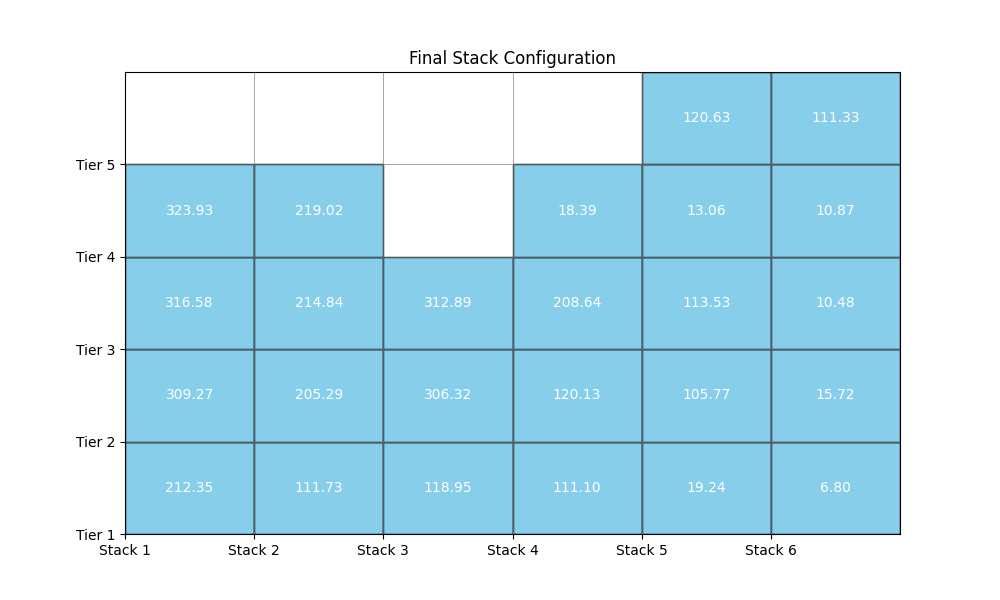 Final Stack Configuration
120.63 111.33
Tier 5
323.93 219.02 18.39 13.06 10.87
Tier 4
316.58 214.84 312.89 208.64 113.53 10.48
Tier 3
309.27 205.29 306.32 120.13 105.77 15.72
Tier 2
212.35 111.73 118.95 111.10 19.24 6.80
Tier 1
Stack 1 Stack 2 Stack 3 Stack 4 Stack 5 Stack 6